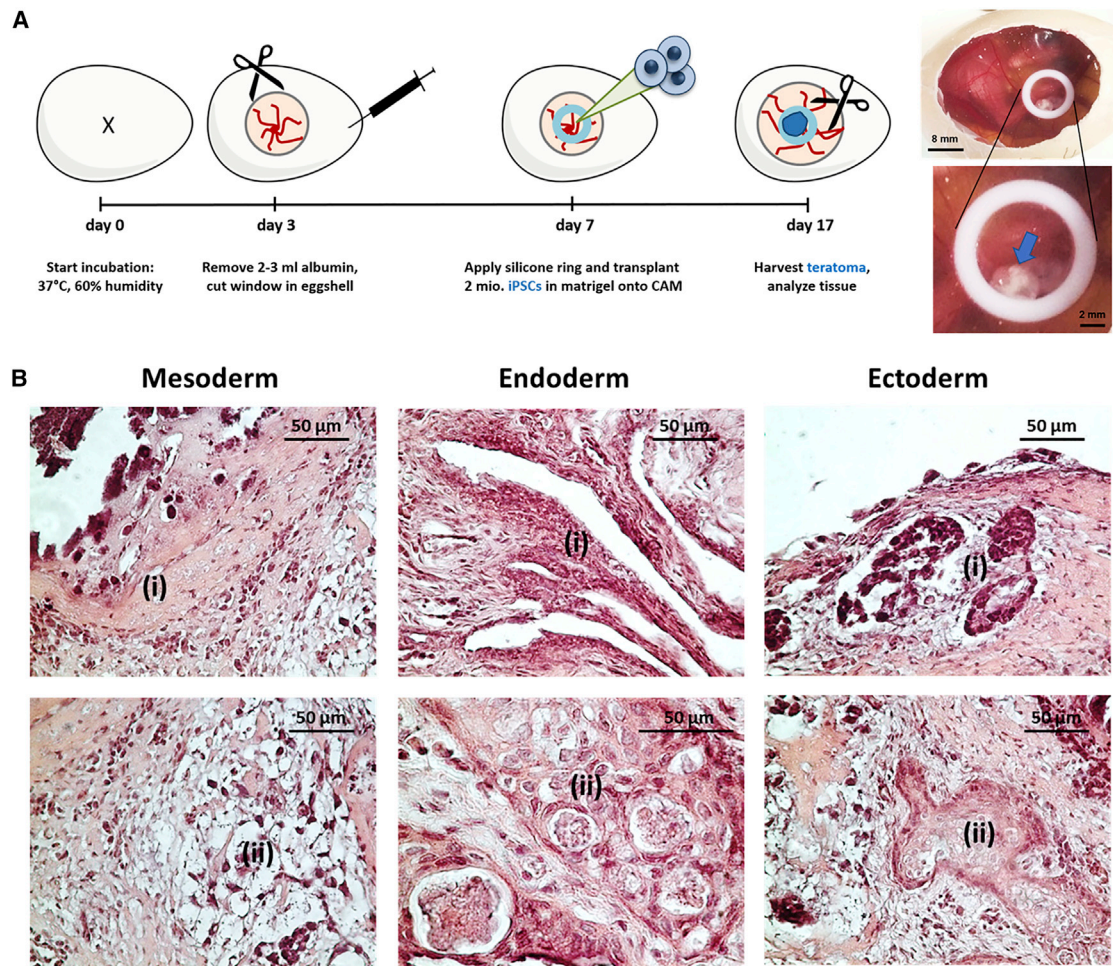 A
X
day 0
day 3
day 7
day 17
Start incubation:
37°C, 60% humidity
Remove 2-3 ml albumin,
cut window in eggshell
Apply silicone ring and transplant
2 mio. iPSCs in matrigel onto CAM
Harvest teratoma,
analyze tissue
8 mm
2 mm
B
Mesoderm
Endoderm
Ectoderm
50 µm
(i)
50 µm
(i)
50 µm
(i)
50 µm
(ii)
50 µm
(ii)
50 µm
(ii)